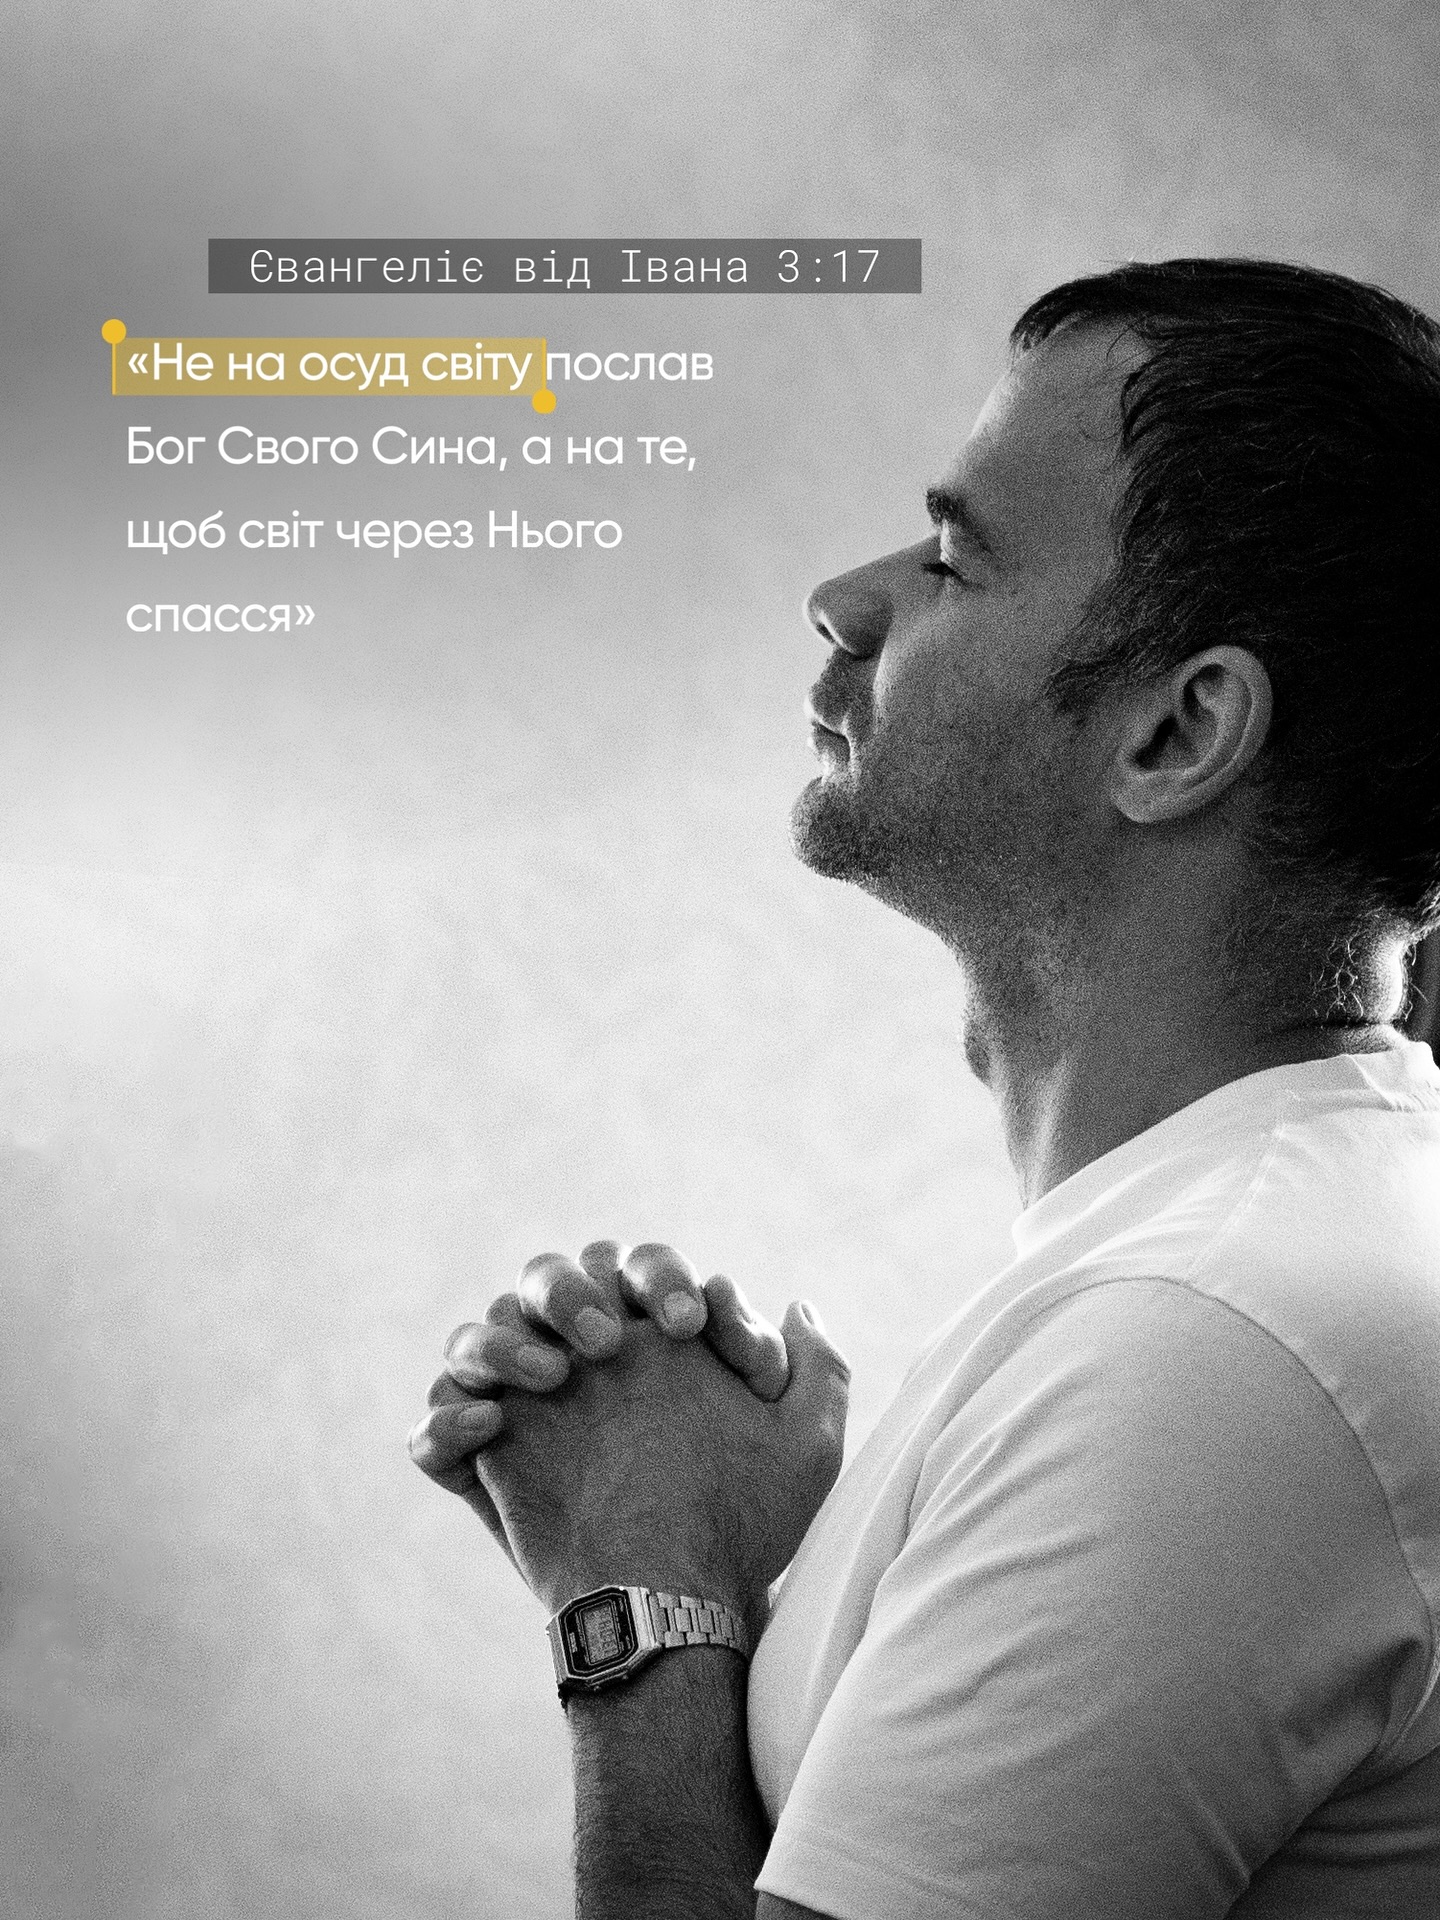 Євангеліє від Івана 3:17
«Не на осуд світу послав
Бог Свого Сина, а на те,
щоб світ через Нього
спасся»